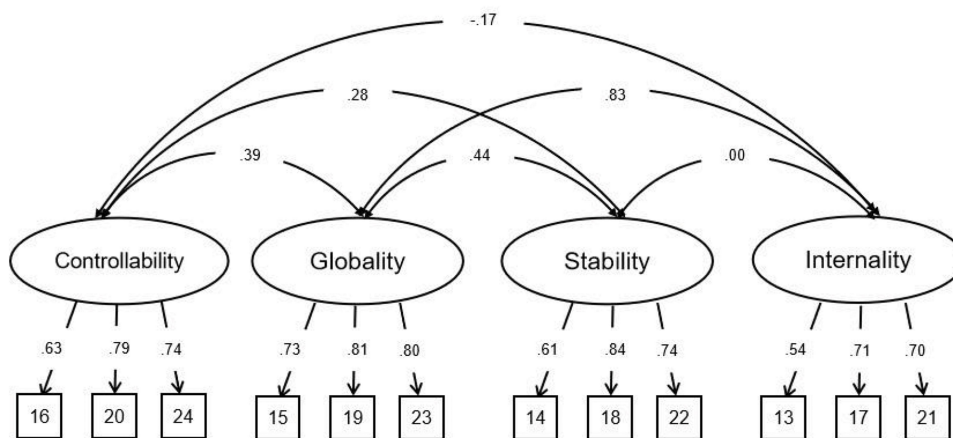 -.17
.28 .83
.39 .44 .00
Controllability Globality Stability Internality
.63 .79 .74 .73 .81 .80 .61 .84 .74 .54 .71 .70
16 20 24 15 19 23 14 18 22 13 17 21